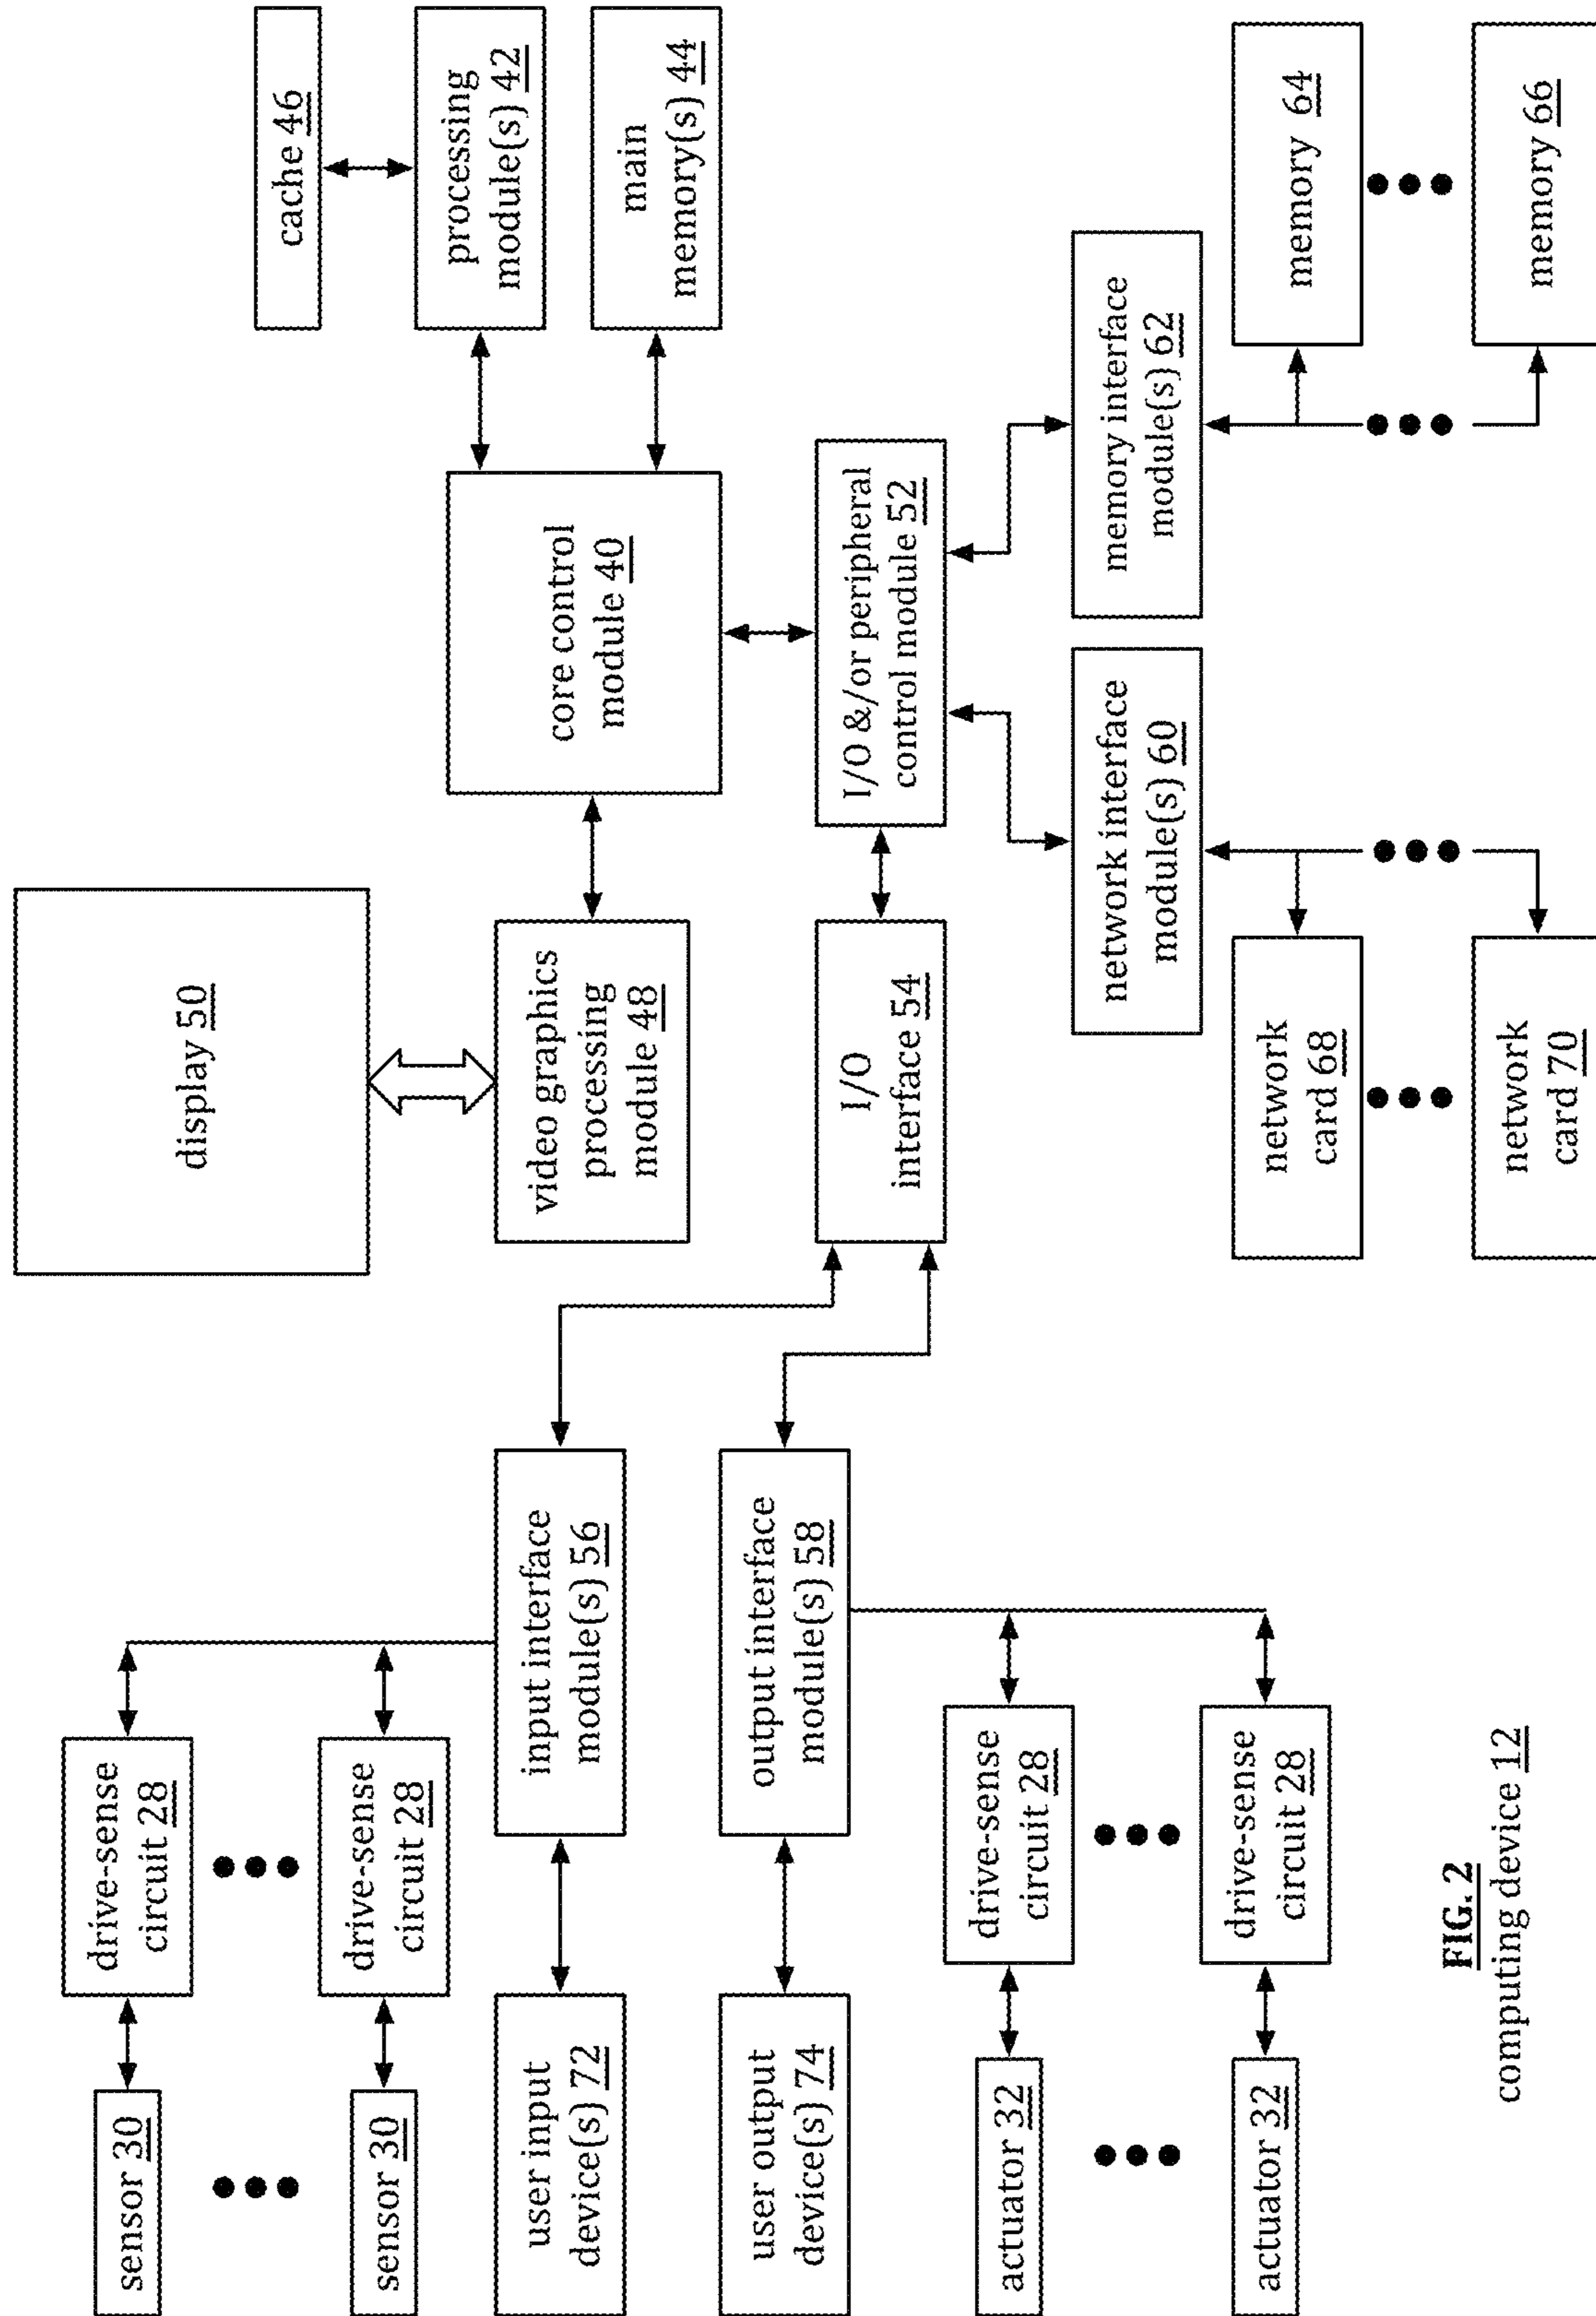 display 50
cache 46
video graphics
processing
module 48
core control
module 40
processing
module(s) 42
main
memory(s) 44
sensor 30
drive-sense
circuit 28
sensor 30
drive-sense
circuit 28
user input
device(s) 72
input interface
module(s) 56
user output
device(s) 74
output interface
module(s) 58
I/O
interface 54
I/O &/or peripheral
control module 52
network interface
module(s) 60
memory interface
module(s) 62
actuator 32
drive-sense
circuit 28
actuator 32
drive-sense
circuit 28
network
card 68
memory 64
network
card 70
memory 66
FIG. 2
computing device 12